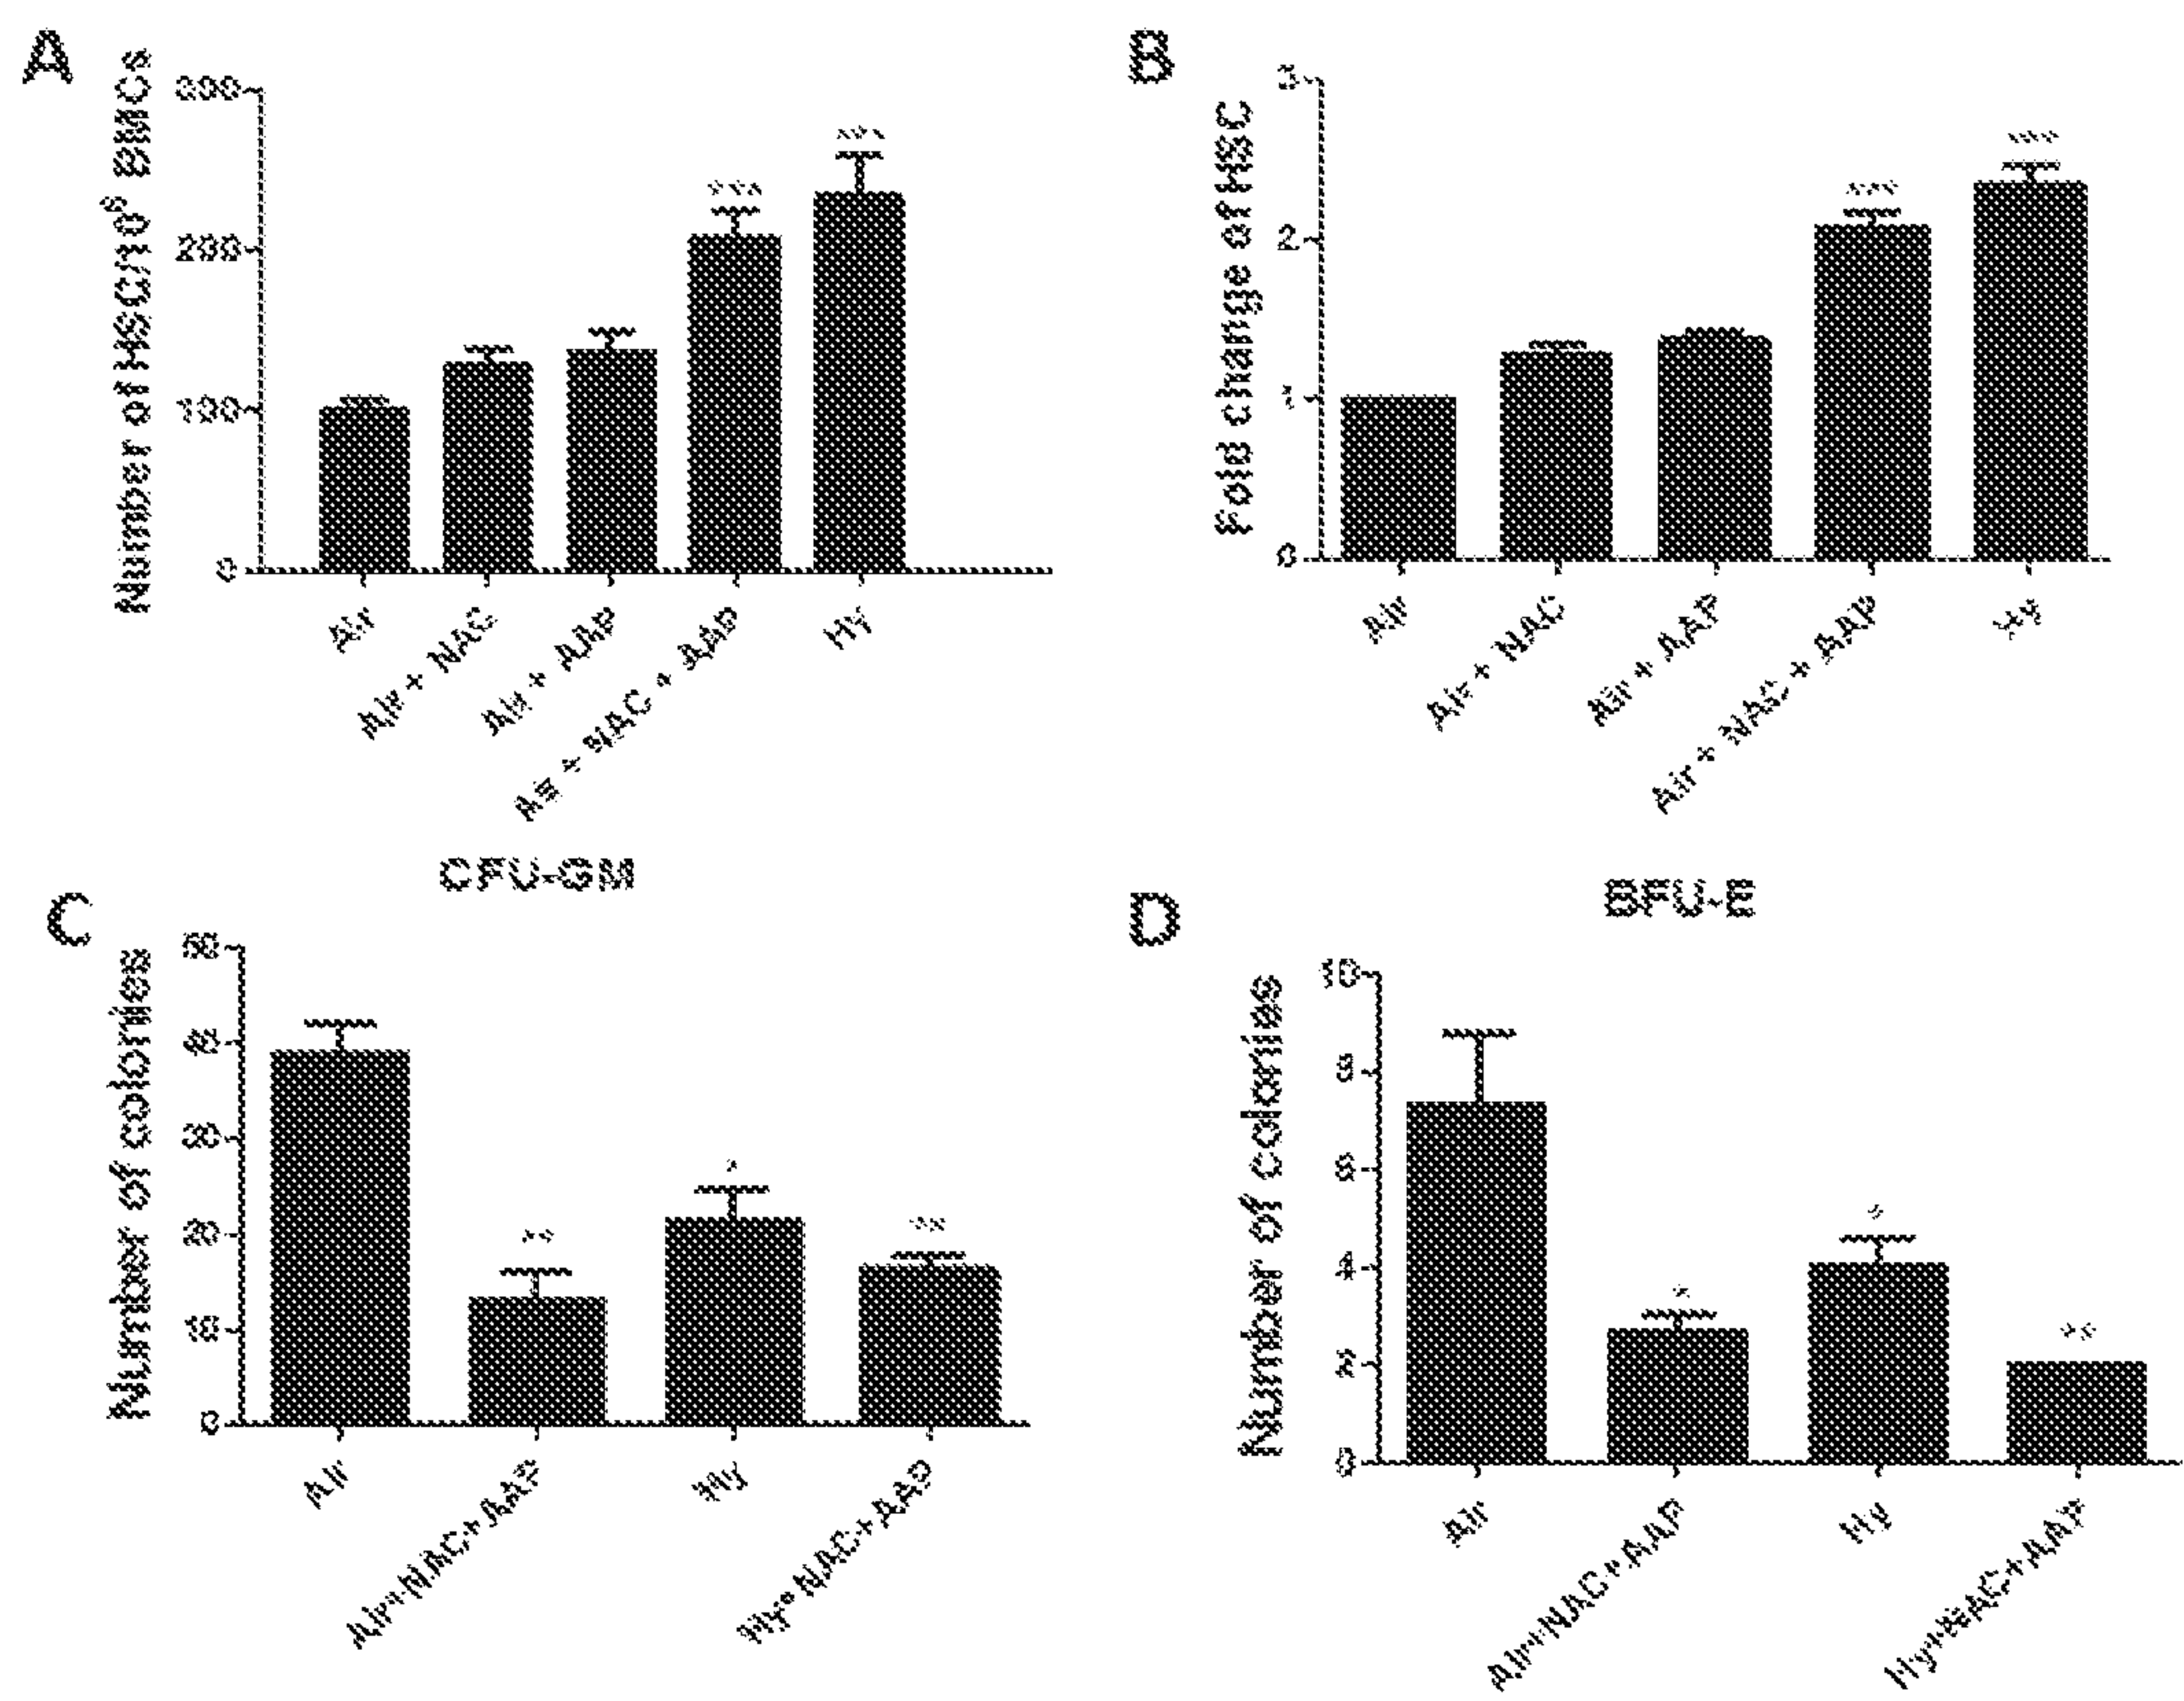 A
Number of HSC/10⁶ BMCs
300
200
100
0
Air
Air + NAC
Air + AAP
Air + NAC + AAP
Hy
***
***
B
Fold change of HSC
3
2
1
0
Air
Air + NAC
Air + AAP
Air + NAC + AAP
Hy
***
***
C
CFU-GM
Number of colonies
50
40
30
20
10
0
Air
Air+NAC+AAP
Hy
Hy+NAC+AAP
**
*
**
D
BFU-E
Number of colonies
10
8
6
4
2
0
Air
Air+NAC+AAP
Hy
Hy+NAC+AAP
*
*
**